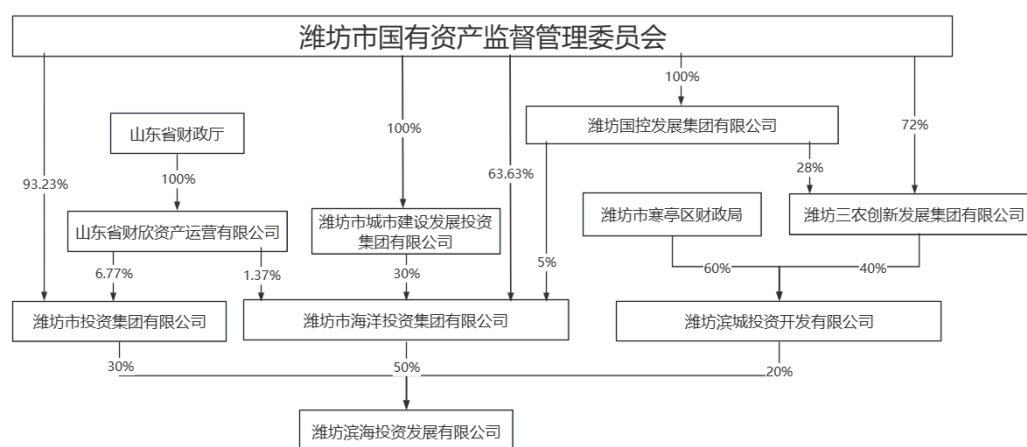 潍坊市国有资产监督管理委员会
100%
山东省财政厅
100%
潍坊国控发展集团有限公司
72%
93.23%
100%
63.63%
28%
山东省财欣资产运营有限公司
潍坊市城市建设发展投资
集团有限公司
潍坊市寒亭区财政局
潍坊三农创新发展集团有限公司
6.77%
1.37%
30%
5%
60%
40%
潍坊市投资集团有限公司
潍坊市海洋投资集团有限公司
潍坊滨城投资开发有限公司
30%
50%
20%
潍坊滨海投资发展有限公司